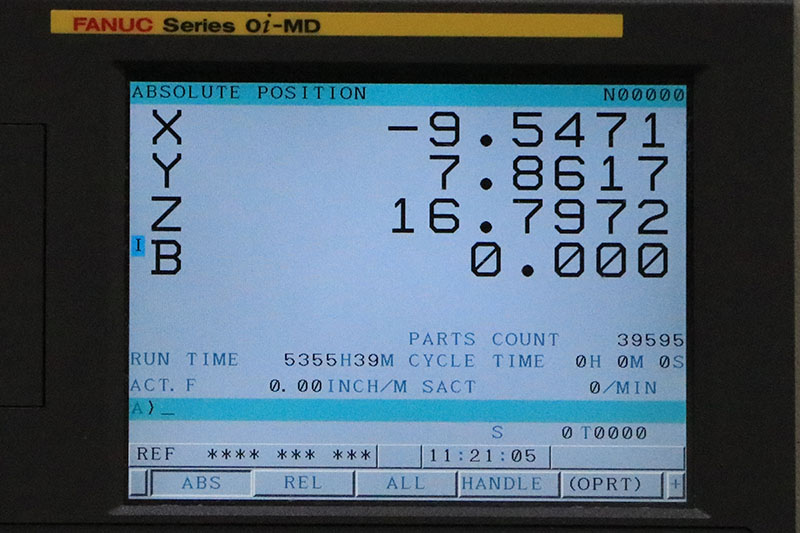 FANUC Series 0i-MD
ABSOLUTE POSITION N00000
X -9.5471
Y 7.8617
Z 16.7972
I B 0.000
PARTS COUNT 39595
RUN TIME 5355H39M CYCLE TIME 0H 0M 0S
ACT.F 0.00INCH/M SACT 0/MIN
A)_
S 0 T0000
REF **** *** *** 11:21:05
ABS REL ALL HANDLE (OPRT) +